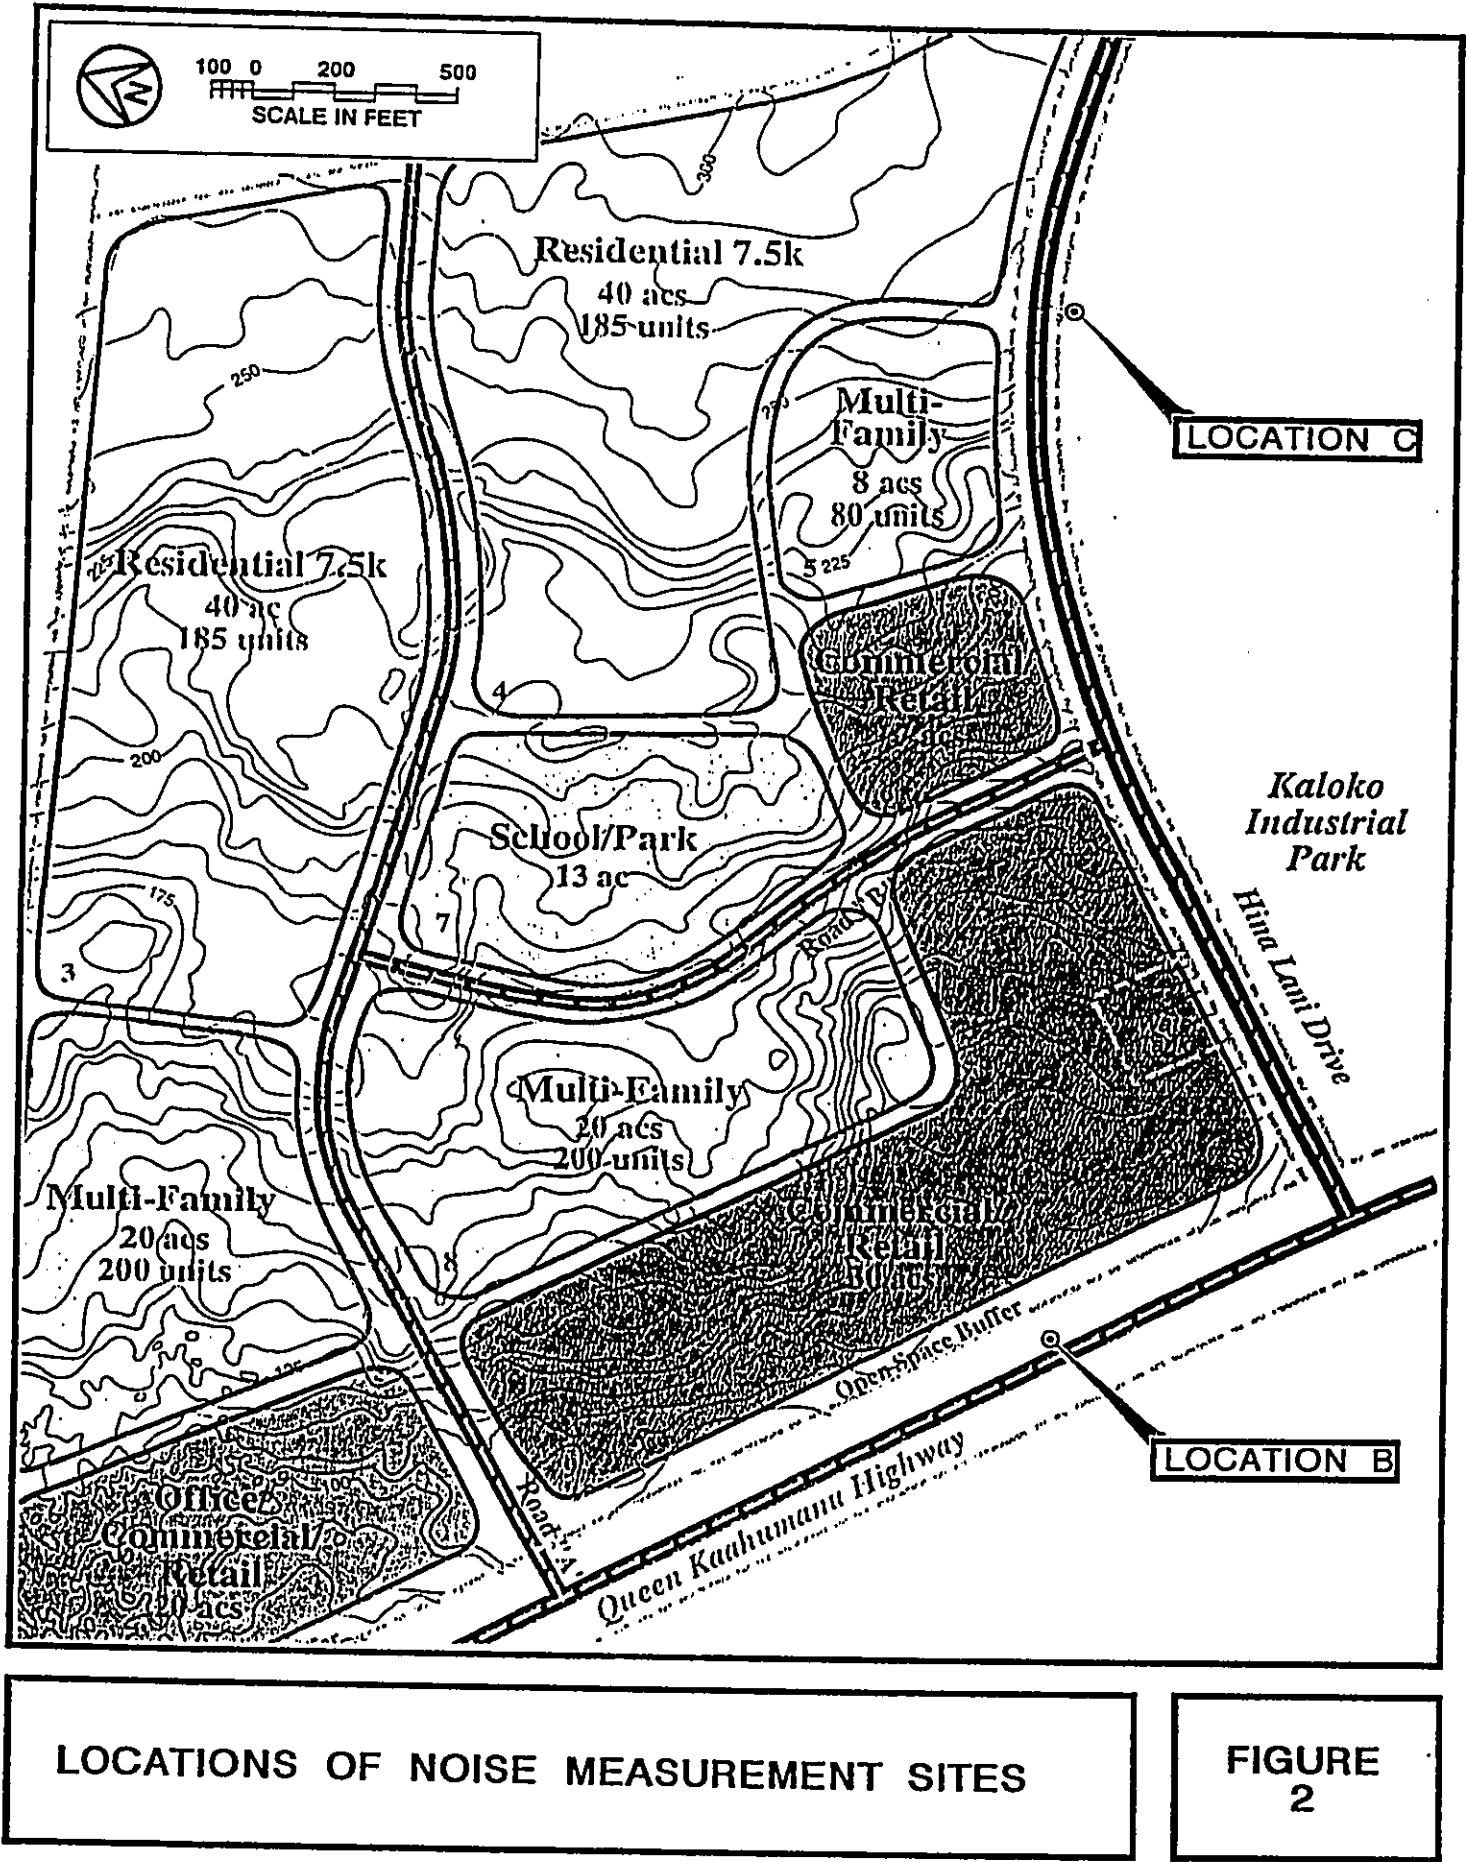 N
100 0 200 500
SCALE IN FEET
300
Residential 7.5k
40 acs
185 units
250
Multi-
Family
8 acs
80 units
LOCATION C
5 225
225
Residential 7.5k
40 ac
185 units
Commercial/
Retail
7 acs
4
200
School/Park
13 ac
Kaloko
Industrial
Park
175
7
3
Road "B"
Hina Lani Drive
Multi-Family
20 acs
200 units
Multi-Family
20 acs
200 units
8
Commercial/
Retail
30 acs
Open Space Buffer
LOCATION B
Queen Kaahumanu Highway
Road "A"
100
Office/
Commercial/
Retail
20 acs
LOCATIONS OF NOISE MEASUREMENT SITES
FIGURE
2